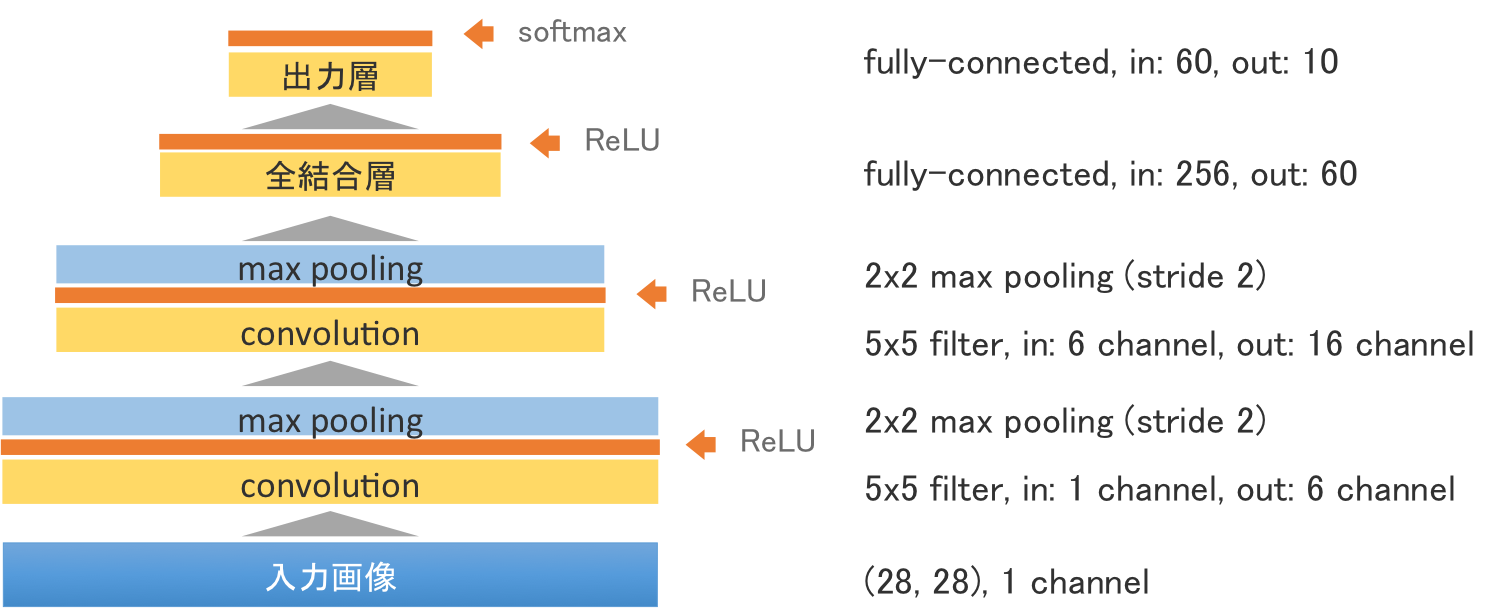 softmax
出力層
fully-connected, in: 60, out: 10
ReLU
全結合層
fully-connected, in: 256, out: 60
max pooling
2x2 max pooling (stride 2)
ReLU
convolution
5x5 filter, in: 6 channel, out: 16 channel
max pooling
2x2 max pooling (stride 2)
ReLU
convolution
5x5 filter, in: 1 channel, out: 6 channel
入力画像
(28, 28), 1 channel